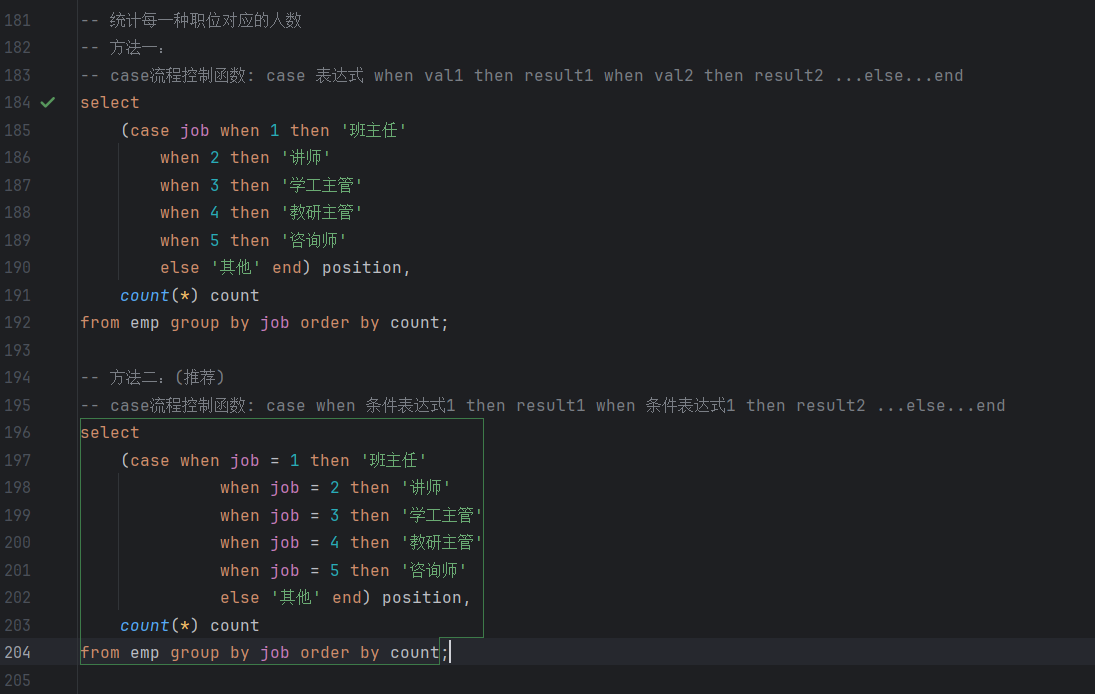 181 -- 统计每一种职位对应的人数
182 -- 方法一：
183 -- case流程控制函数: case 表达式 when val1 then result1 when val2 then result2 ...else...end
184 select
185 (case job when 1 then '班主任'
186 when 2 then '讲师'
187 when 3 then '学工主管'
188 when 4 then '教研主管'
189 when 5 then '咨询师'
190 else '其他' end) position,
191 count(*) count
192 from emp group by job order by count;
193
194 -- 方法二：(推荐)
195 -- case流程控制函数: case when 条件表达式1 then result1 when 条件表达式1 then result2 ...else...end
196 select
197 (case when job = 1 then '班主任'
198 when job = 2 then '讲师'
199 when job = 3 then '学工主管'
200 when job = 4 then '教研主管'
201 when job = 5 then '咨询师'
202 else '其他' end) position,
203 count(*) count
204 from emp group by job order by count;
205